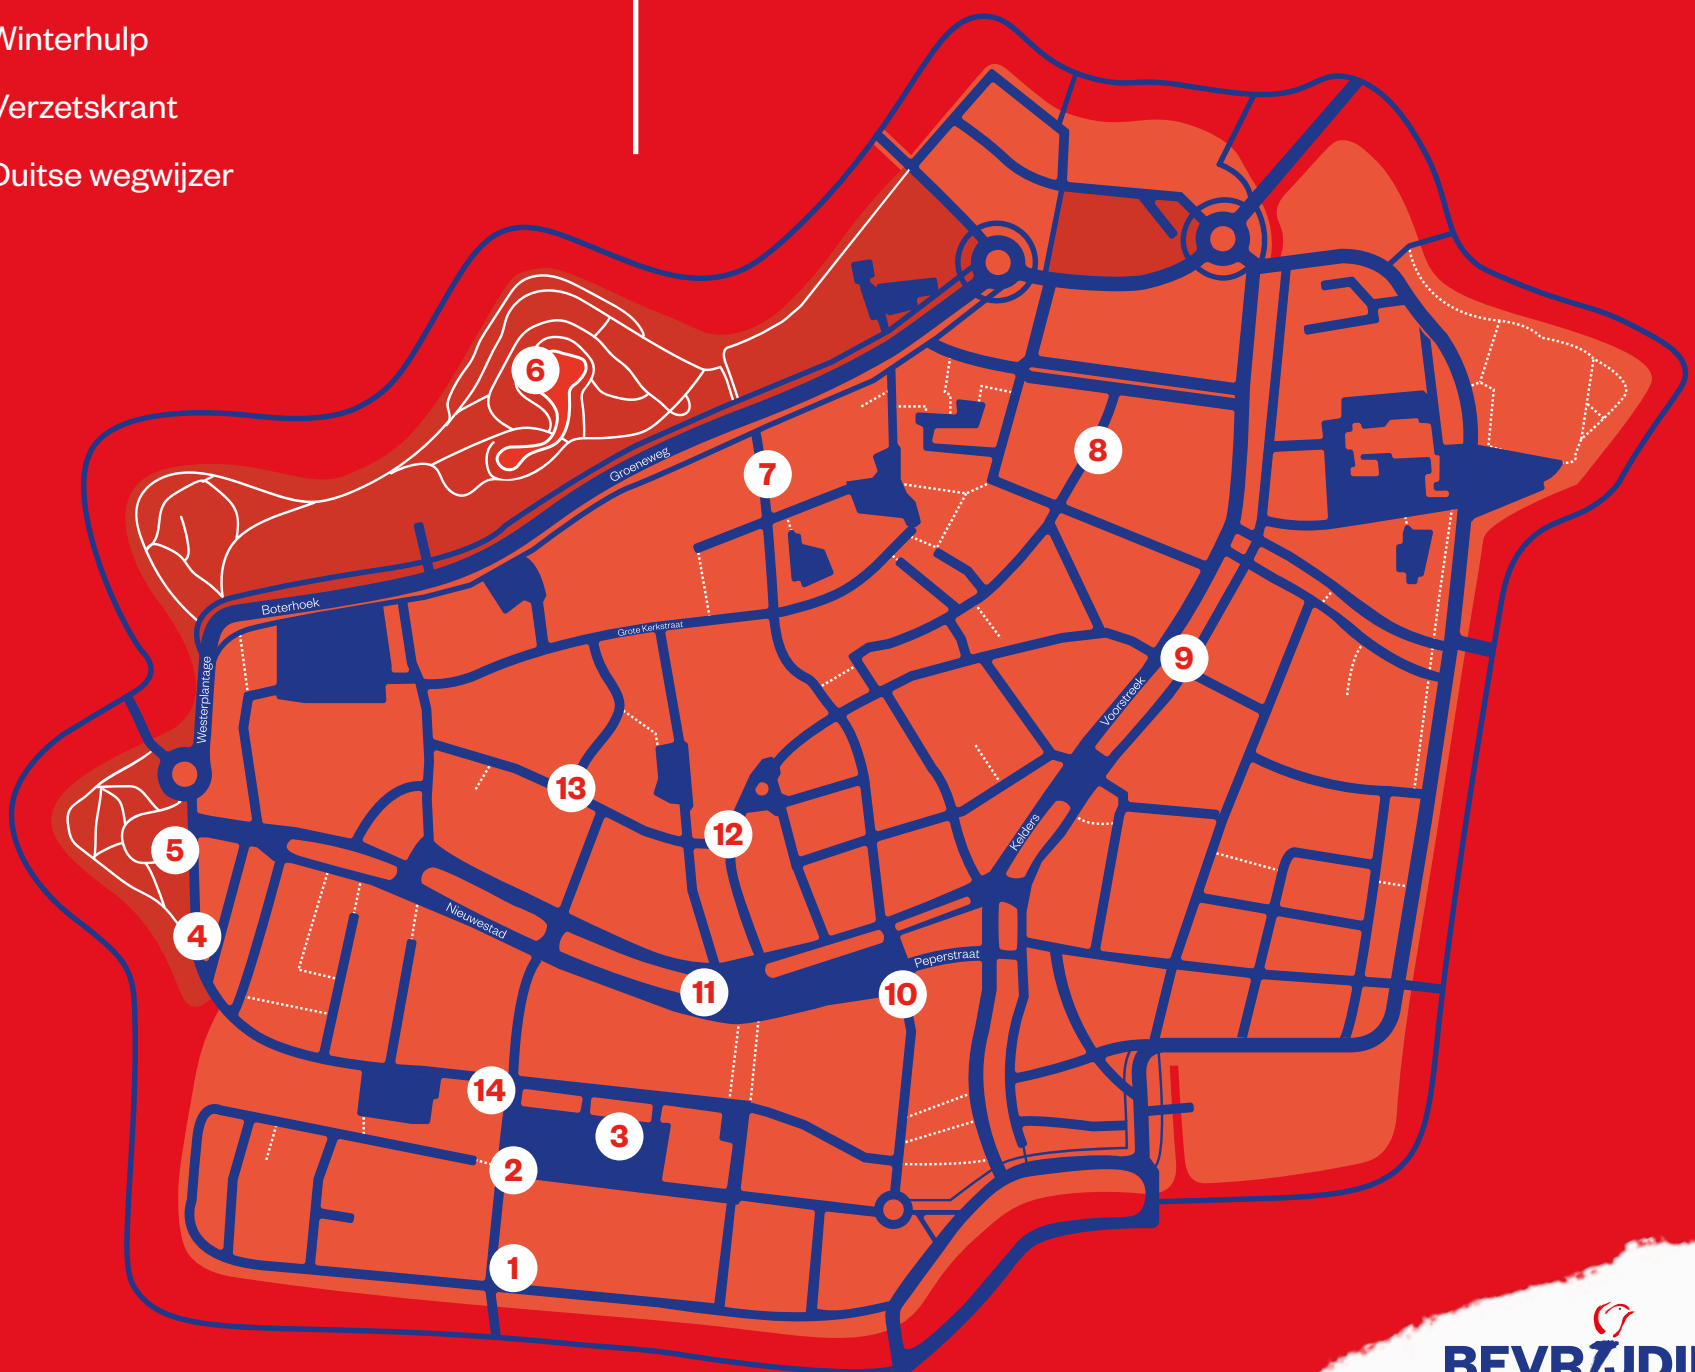 Winterhulp
Verzetskrant
Duitse wegwijzer
6
Groeneweg
7
8
Boterhoek
Grote Kerkstraat
Westerplantage
9
Voorstreek
13
12
Kelders
5
4
Nieuwestad
Peperstraat
11
10
14
3
2
1